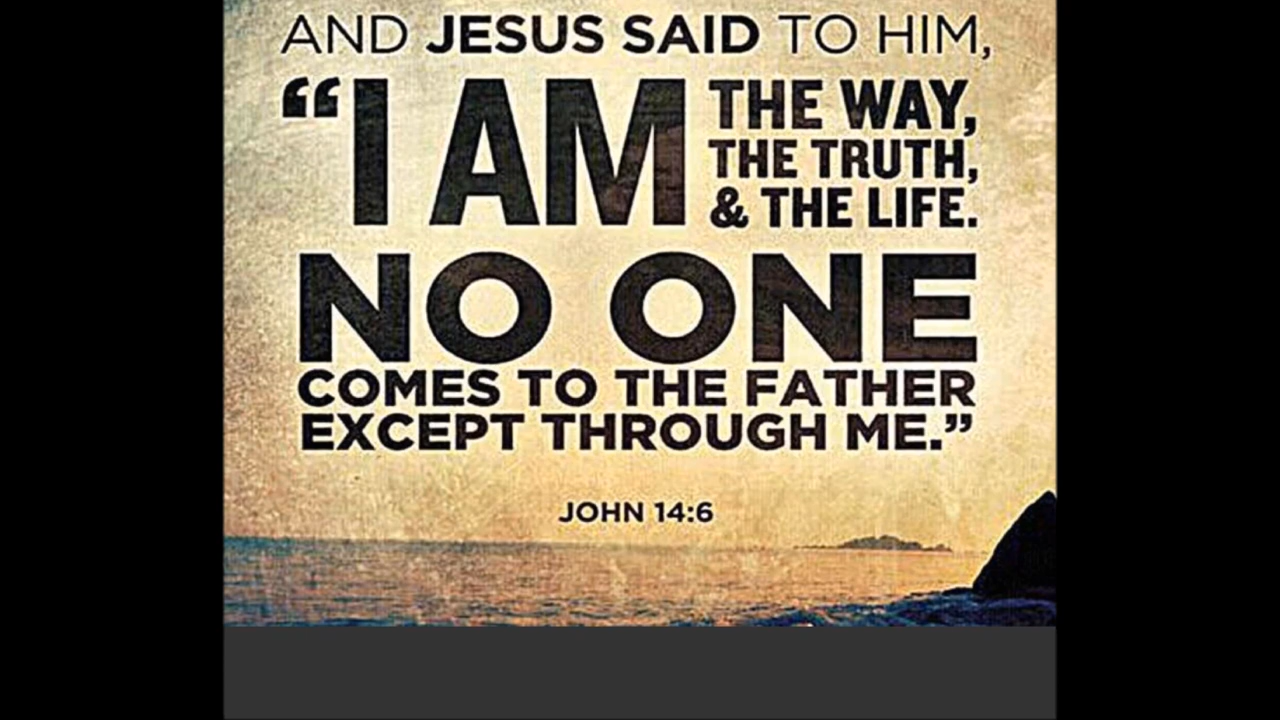 AND JESUS SAID TO HIM,
“I AM THE WAY,
THE TRUTH,
& THE LIFE.
NO ONE
COMES TO THE FATHER
EXCEPT THROUGH ME.”
JOHN 14:6